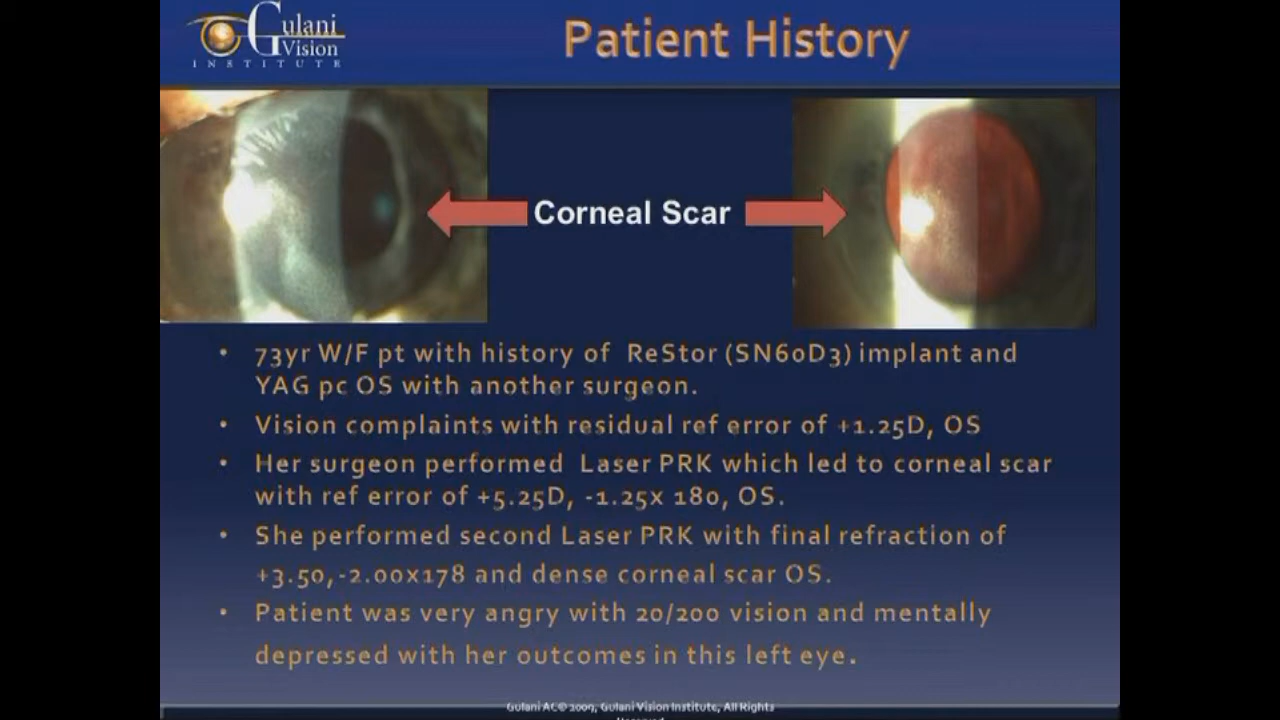 Gulani
Vision
INSTITUTE
Patient History
Corneal Scar
• 73yr W/F pt with history of ReStor (SN60D3) implant and
YAG pc OS with another surgeon.
• Vision complaints with residual ref error of +1.25D, OS
• Her surgeon performed Laser PRK which led to corneal scar
with ref error of +5.25D, -1.25x 180, OS.
• She performed second Laser PRK with final refraction of
+3.50,-2.00x178 and dense corneal scar OS.
• Patient was very angry with 20/200 vision and mentally
depressed with her outcomes in this left eye.
Gulani AC© 2009, Gulani Vision Institute, All Rights